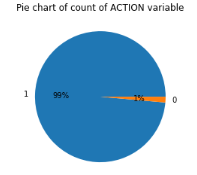 Pie chart of count of ACTION variable
1
99%
1%
0